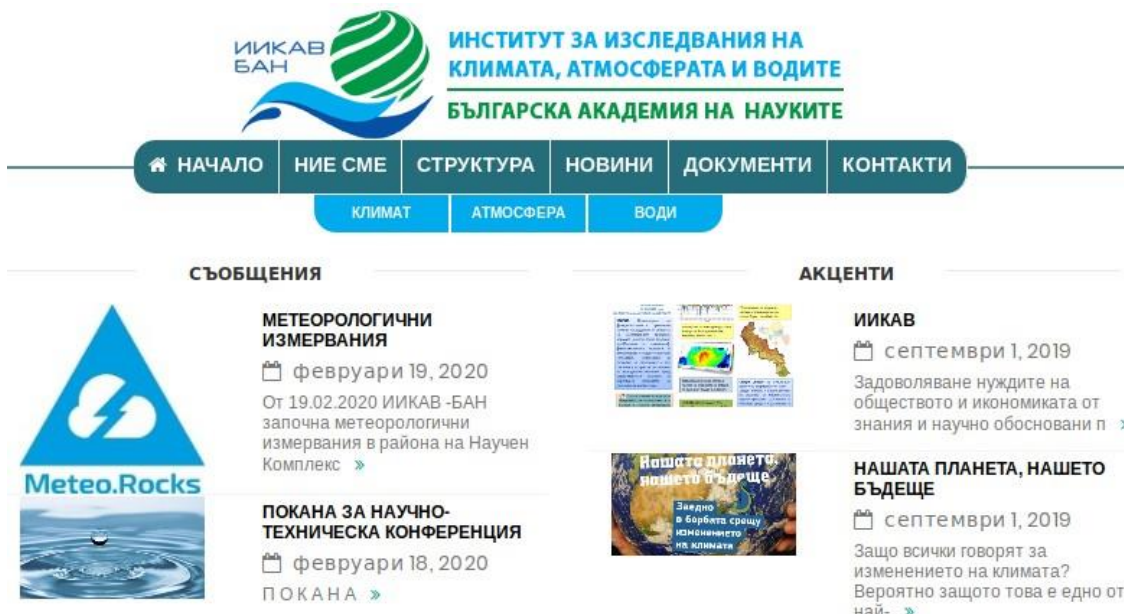 ИИКАВ
БАН
ИНСТИТУТ ЗА ИЗСЛЕДВАНИЯ НА
КЛИМАТА, АТМОСФЕРАТА И ВОДИТЕ
БЪЛГАРСКА АКАДЕМИЯ НА НАУКИТЕ
НАЧАЛО НИЕ СМЕ СТРУКТУРА НОВИНИ ДОКУМЕНТИ КОНТАКТИ
КЛИМАТ АТМОСФЕРА ВОДИ
СЪОБЩЕНИЯ
Meteo.Rocks
МЕТЕОРОЛОГИЧНИ
ИЗМЕРВАНИЯ
февруари 19, 2020
От 19.02.2020 ИИКАВ -БАН
започна метеорологични
измервания в района на Научен
Комплекс »
ПОКАНА ЗА НАУЧНО-
ТЕХНИЧЕСКА КОНФЕРЕНЦИЯ
февруари 18, 2020
П О К А Н А »
АКЦЕНТИ
ИИКАВ
септември 1, 2019
Задоволяване нуждите на
обществото и икономиката от
знания и научно обосновани п »
Нашата планета,
нашето бъдеще
Заедно
в борбата срещу
изменението
на климата
НАШАТА ПЛАНЕТА, НАШЕТО
БЪДЕЩЕ
септември 1, 2019
Защо всички говорят за
изменението на климата?
Вероятно защото това е едно от
най- »